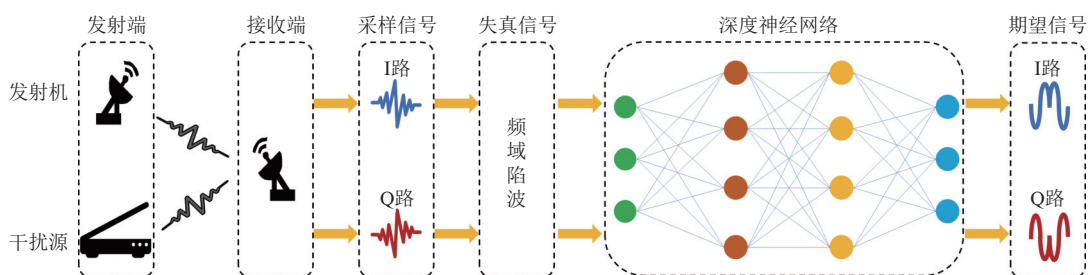 发射端
接收端
采样信号
失真信号
深度神经网络
期望信号
发射机
干扰源
I路
Q路
频域陷波
I路
Q路